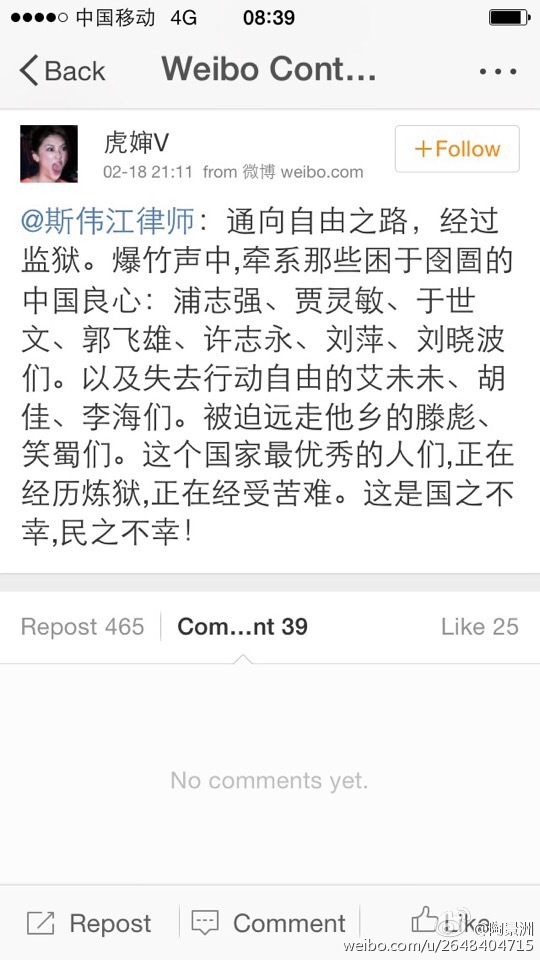 中国移动 4G 08:39
Back Weibo Cont...
虎婶V
+Follow
02-18 21:11 from 微博 weibo.com
@斯伟江律师：通向自由之路，经过
监狱。爆竹声中,牵系那些困于囹圄的
中国良心：浦志强、贾灵敏、于世
文、郭飞雄、许志永、刘萍、刘晓波
们。以及失去行动自由的艾未未、胡
佳、李海们。被迫远走他乡的滕彪、
笑蜀们。这个国家最优秀的人们,正在
经历炼狱,正在经受苦难。这是国之不
幸,民之不幸！
Repost 465 Com...nt 39 Like 25
No comments yet.
Repost Comment Like
@陶景洲
weibo.com/u/2648404715